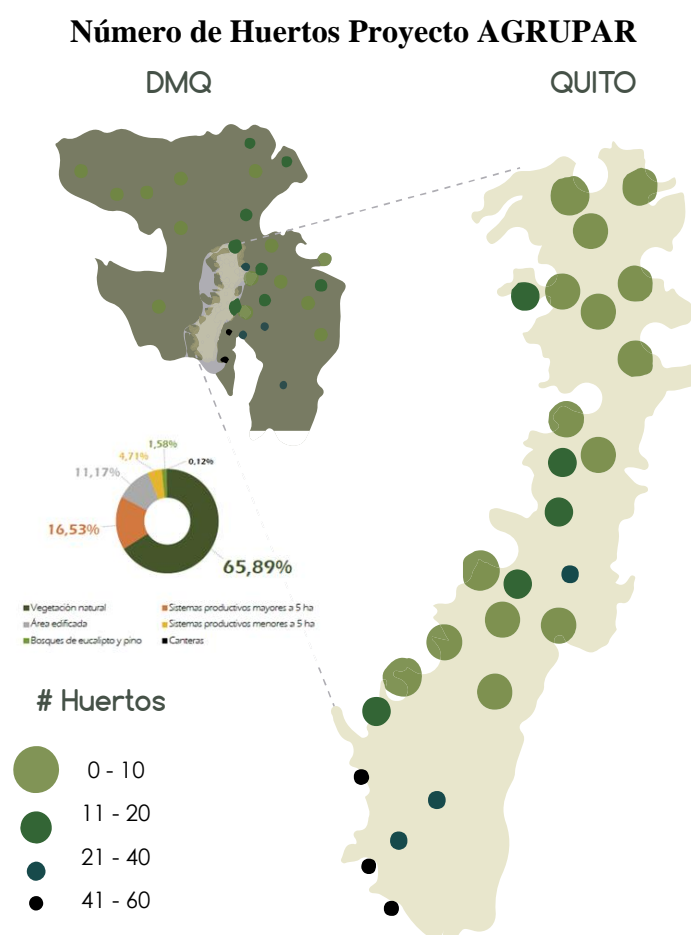 Número de Huertos Proyecto AGRUPAR
DMQ
QUITO
1,58%
4,71%
0,12%
11,17%
16,53%
65,89%
Vegetación natural
Sistemas productivos mayores a 5 ha
Área edificada
Sistemas productivos menores a 5 ha
Bosques de eucalipto y pino
Canteras
# Huertos
0 - 10
11 - 20
21 - 40
41 - 60